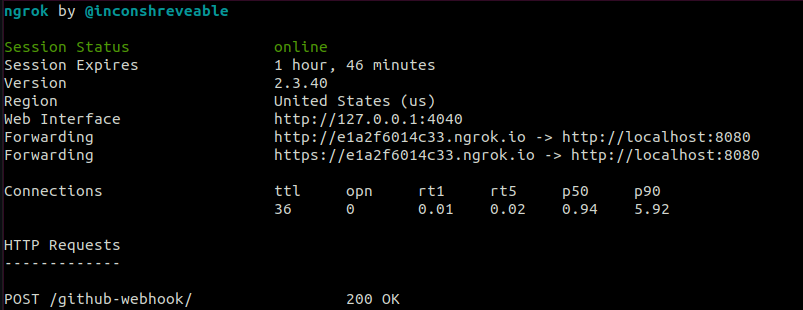 ngrok by @inconshreveable
Session Status online
Session Expires 1 hour, 46 minutes
Version 2.3.40
Region United States (us)
Web Interface http://127.0.0.1:4040
Forwarding http://e1a2f6014c33.ngrok.io -> http://localhost:8080
Forwarding https://e1a2f6014c33.ngrok.io -> http://localhost:8080
Connections ttl opn rt1 rt5 p50 p90
36 0 0.01 0.02 0.94 5.92
HTTP Requests
-------------
POST /github-webhook/ 200 OK